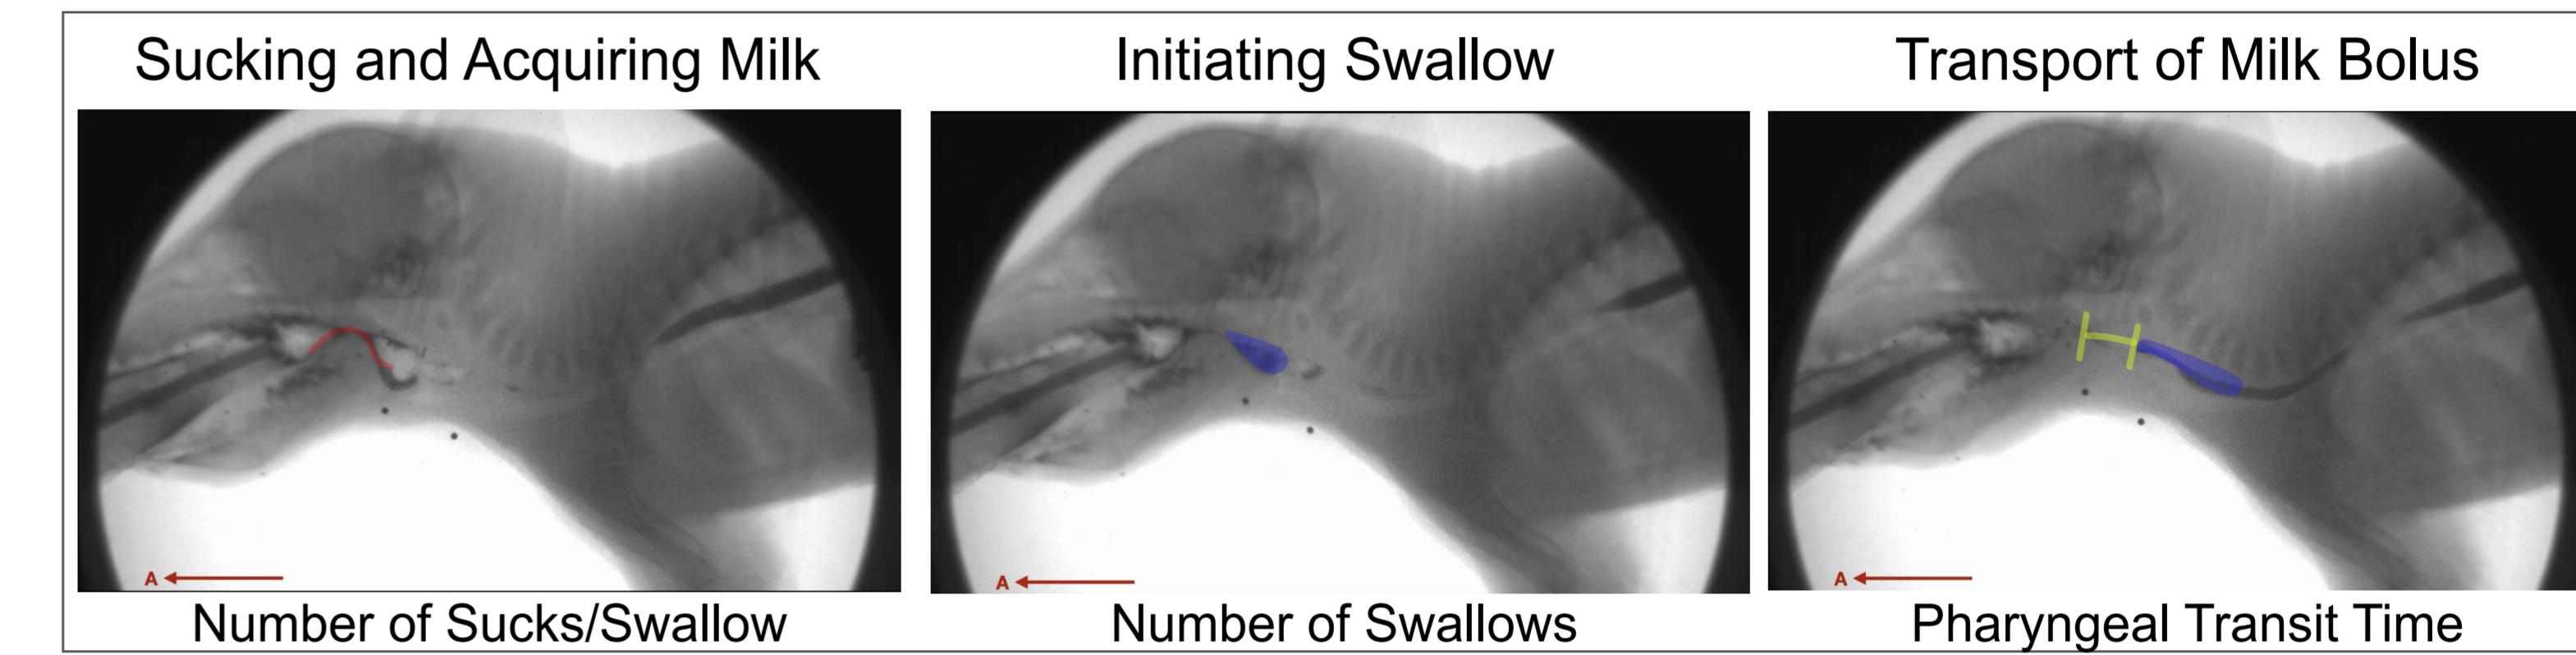 Sucking and Acquiring Milk
Initiating Swallow
Transport of Milk Bolus
A
A
A
Number of Sucks/Swallow
Number of Swallows
Pharyngeal Transit Time